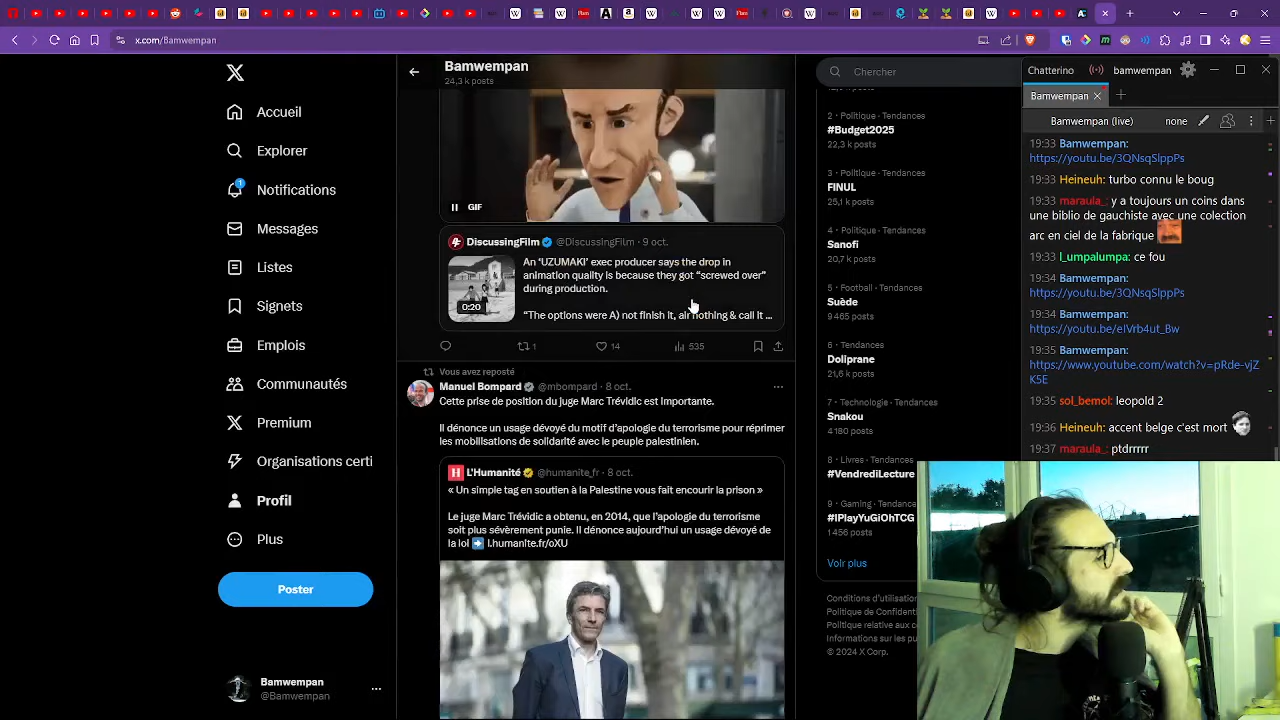 x.com/Bamwempan
Accueil
Explorer
1
Notifications
Messages
Listes
Signets
Emplois
Communautés
Premium
Organisations certi
Profil
Plus
Poster
Bamwempan
@Bamwempan
Bamwempan
24,3 k posts
GIF
DiscussingFilm @DiscussingFilm · 9 oct.
An ‘UZUMAKI’ exec producer says the drop in
animation quality is because they got “screwed over”
during production.
“The options were A) not finish it, air nothing & call it ...
0:20
1
14
535
Vous avez reposté
Manuel Bompard @mbompard · 8 oct.
Cette prise de position du juge Marc Trévidic est importante.
Il dénonce un usage dévoyé du motif d’apologie du terrorisme pour réprimer
les mobilisations de solidarité avec le peuple palestinien.
L'Humanité @humanite_fr · 8 oct.
« Un simple tag en soutien à la Palestine vous fait encourir la prison »
Le juge Marc Trévidic a obtenu, en 2014, que l’apologie du terrorisme
soit plus sévèrement punie. Il dénonce aujourd’hui un usage dévoyé de
la loi ➡️ l.humanite.fr/oXU
Chercher
2 · Politique · Tendances
#Budget2025
22,3 k posts
3 · Politique · Tendances
FINUL
25,1 k posts
4 · Politique · Tendances
Sanofi
20,7 k posts
5 · Football · Tendances
Suède
9 465 posts
6 · Tendances
Doliprane
21,6 k posts
7 · Technologie · Tendances
Snakou
4 180 posts
8 · Livres · Tendances
#VendrediLecture
9 · Gaming · Tendances
#IPlayYuGiOhTCG
1 456 posts
Voir plus
Conditions d’utilisation
Politique de Confident
Politique relative aux c
Informations sur les pu
© 2024 X Corp.
Chatterino
bamwempan
Bamwempan
Bamwempan (live)
none
19:33 Bamwempan:
https://youtu.be/3QNsqSlppPs
19:33 Heineuh: turbo connu le boug
19:33 maraula_: y a toujours un coins dans
une biblio de gauchiste avec une colection
arc en ciel de la fabrique
19:33 l_umpalumpa: ce fou
19:34 Bamwempan:
https://youtu.be/3QNsqSlppPs
19:34 Bamwempan:
https://youtu.be/eIVrb4ut_Bw
19:35 Bamwempan:
https://www.youtube.com/watch?v=pRde-vjZ
K5E
19:35 sol_bemol: leopold 2
19:36 Heineuh: accent belge c'est mort
19:37 maraula_: ptdrrrrr